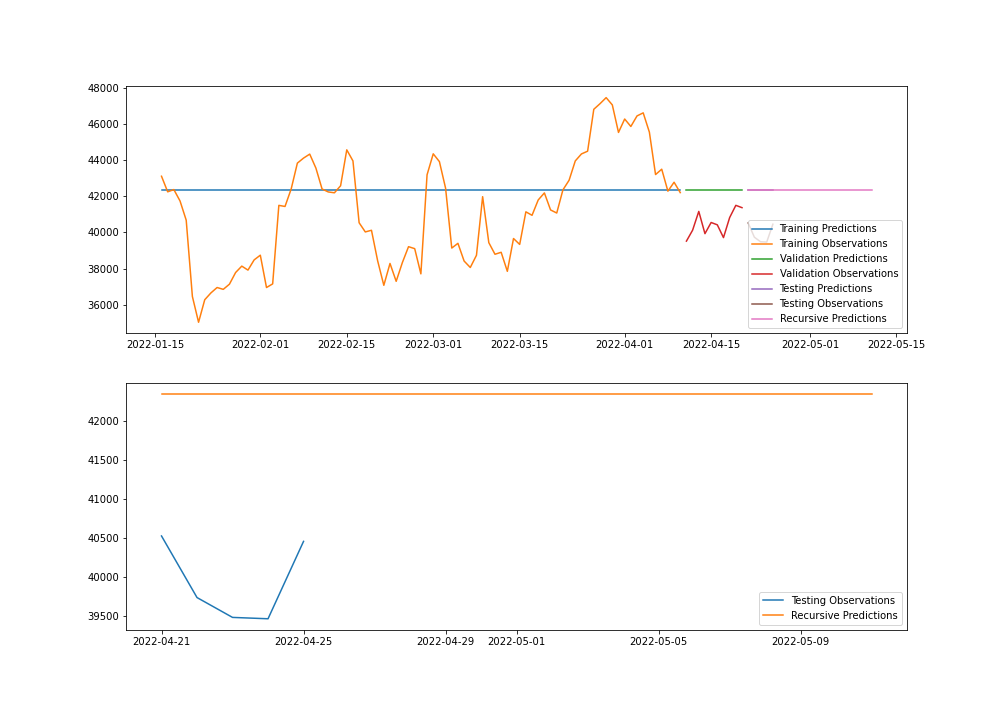 48000
46000
44000
42000
40000
38000
36000
Training Predictions
Training Observations
Validation Predictions
Validation Observations
Testing Predictions
Testing Observations
Recursive Predictions
2022-01-15 2022-02-01 2022-02-15 2022-03-01 2022-03-15 2022-04-01 2022-04-15 2022-05-01 2022-05-15
42000
41500
41000
40500
40000
39500
Testing Observations
Recursive Predictions
2022-04-21 2022-04-25 2022-04-29 2022-05-01 2022-05-05 2022-05-09